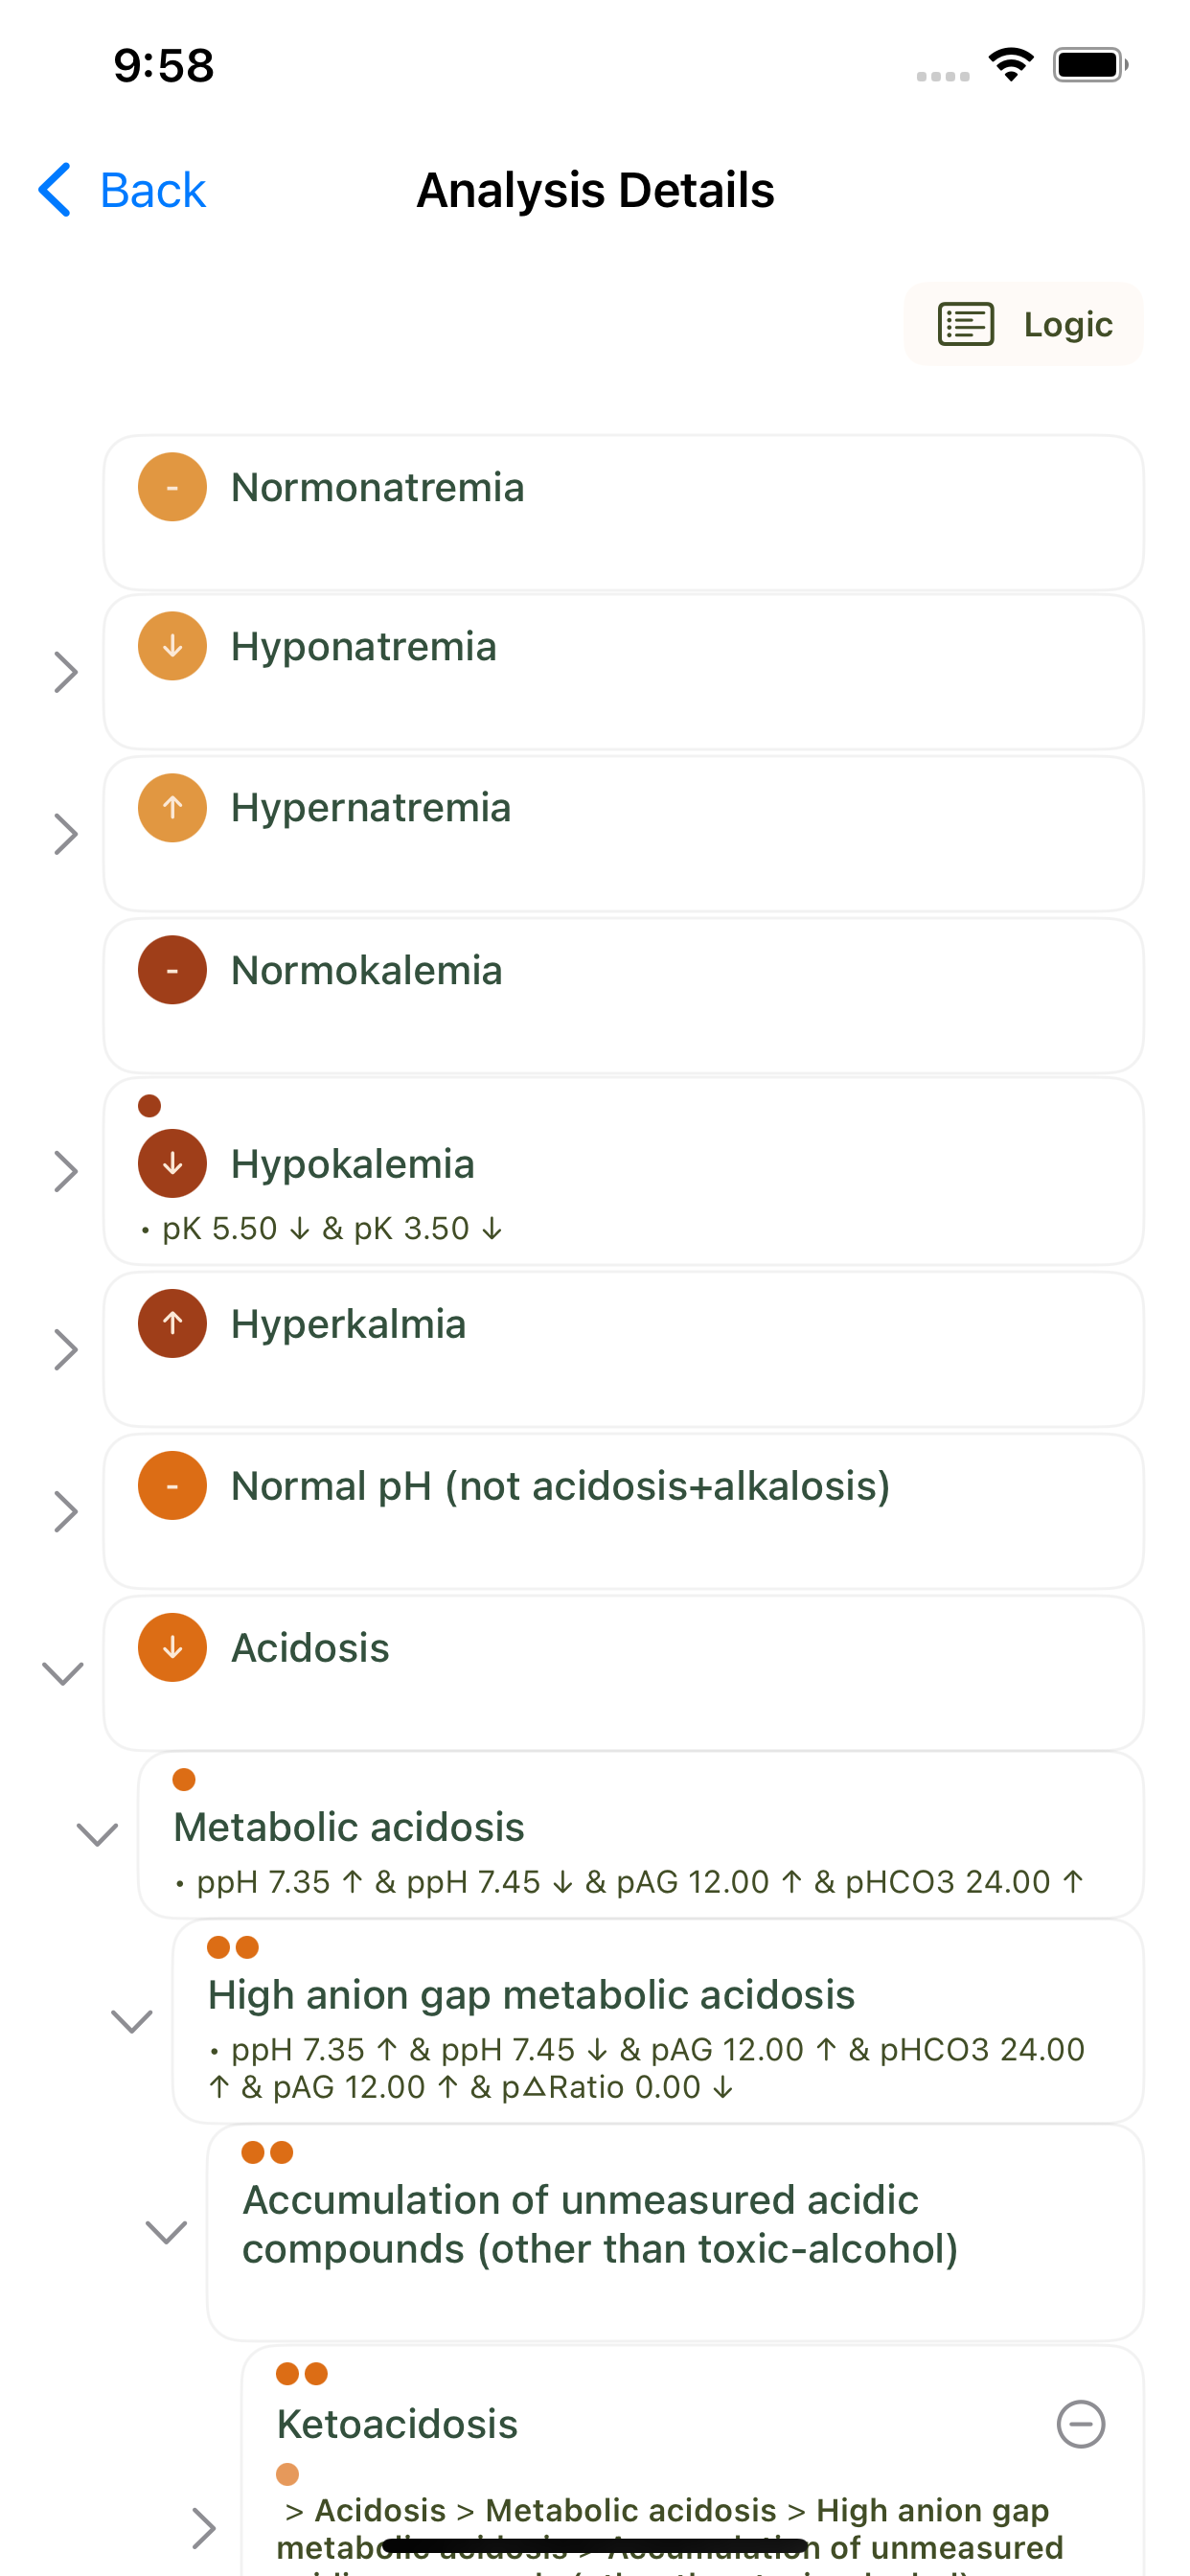 9:58
Back
Analysis Details
Logic
-
Normonatremia
↓
Hyponatremia
↑
Hypernatremia
-
Normokalemia
↓
Hypokalemia
• pK 5.50 ↓ & pK 3.50 ↓
↑
Hyperkalmia
-
Normal pH (not acidosis+alkalosis)
↓
Acidosis
Metabolic acidosis
• ppH 7.35 ↑ & ppH 7.45 ↓ & pAG 12.00 ↑ & pHCO3 24.00 ↑
High anion gap metabolic acidosis
• ppH 7.35 ↑ & ppH 7.45 ↓ & pAG 12.00 ↑ & pHCO3 24.00
↑ & pAG 12.00 ↑ & p△Ratio 0.00 ↓
Accumulation of unmeasured acidic
compounds (other than toxic-alcohol)
Ketoacidosis
> Acidosis > Metabolic acidosis > High anion gap
metabolic acidosis > Accumulation of unmeasured